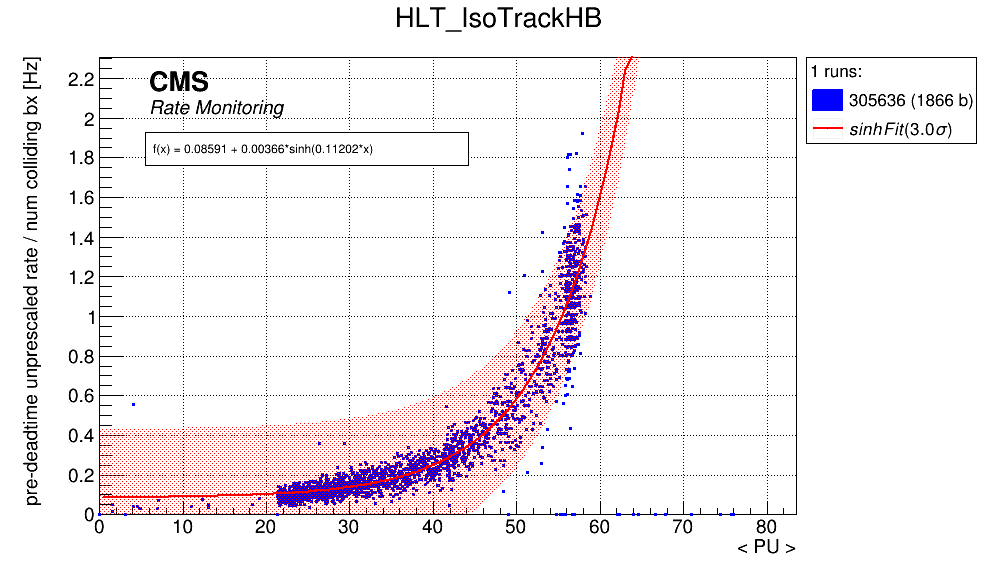 HLT_IsoTrackHB
pre-deadtime unprescaled rate / num colliding bx [Hz]
2.2
2
1.8
1.6
1.4
1.2
1
0.8
0.6
0.4
0.2
0
CMS
Rate Monitoring
f(x) = 0.08591 + 0.00366*sinh(0.11202*x)
1 runs:
305636 (1866 b)
sinhFit(3.0σ)
0 10 20 30 40 50 60 70 80
< PU >